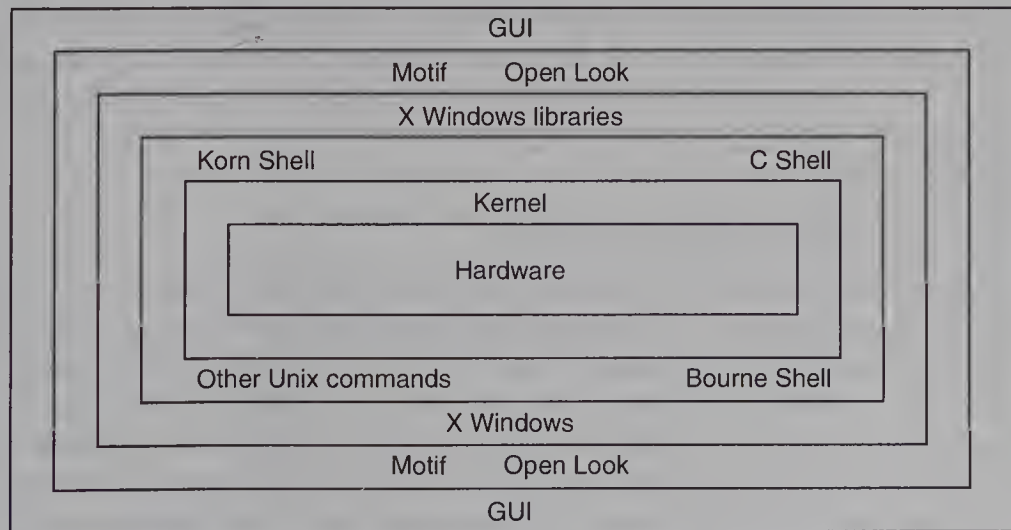 GUI
Motif Open Look
X Windows libraries
Korn Shell C Shell
Kernel
Hardware
Other Unix commands Bourne Shell
X Windows
Motif Open Look
GUI